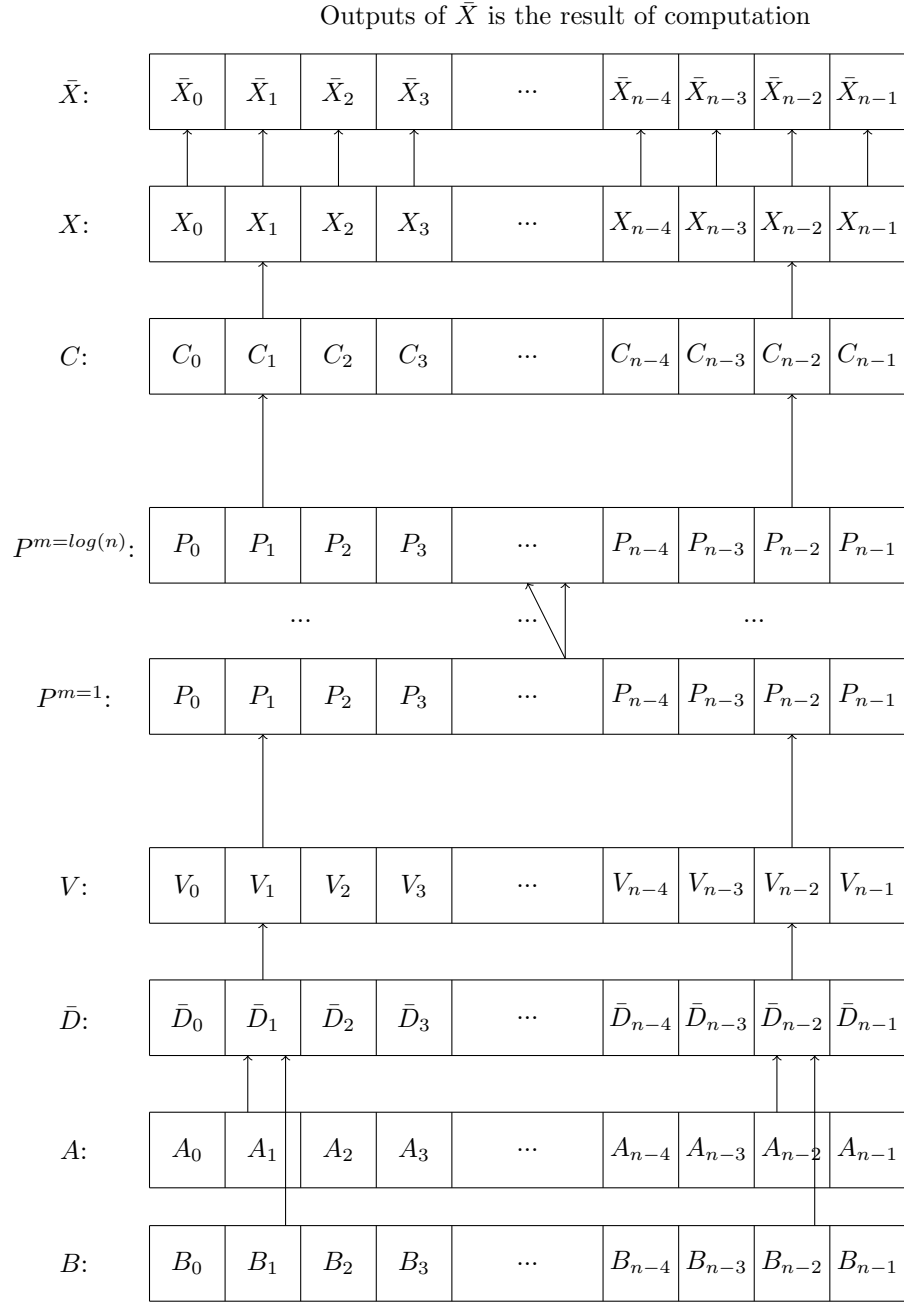 Outputs of X̄ is the result of computation
X̄: X̄₀ X̄₁ X̄₂ X̄₃ ... X̄ₙ₋₄ X̄ₙ₋₃ X̄ₙ₋₂ X̄ₙ₋₁
X: X₀ X₁ X₂ X₃ ... Xₙ₋₄ Xₙ₋₃ Xₙ₋₂ Xₙ₋₁
C: C₀ C₁ C₂ C₃ ... Cₙ₋₄ Cₙ₋₃ Cₙ₋₂ Cₙ₋₁
P^{m=log(n)}: P₀ P₁ P₂ P₃ ... Pₙ₋₄ Pₙ₋₃ Pₙ₋₂ Pₙ₋₁
... ... ...
P^{m=1}: P₀ P₁ P₂ P₃ ... Pₙ₋₄ Pₙ₋₃ Pₙ₋₂ Pₙ₋₁
V: V₀ V₁ V₂ V₃ ... Vₙ₋₄ Vₙ₋₃ Vₙ₋₂ Vₙ₋₁
D̄: D̄₀ D̄₁ D̄₂ D̄₃ ... D̄ₙ₋₄ D̄ₙ₋₃ D̄ₙ₋₂ D̄ₙ₋₁
A: A₀ A₁ A₂ A₃ ... Aₙ₋₄ Aₙ₋₃ Aₙ₋₂ Aₙ₋₁
B: B₀ B₁ B₂ B₃ ... Bₙ₋₄ Bₙ₋₃ Bₙ₋₂ Bₙ₋₁